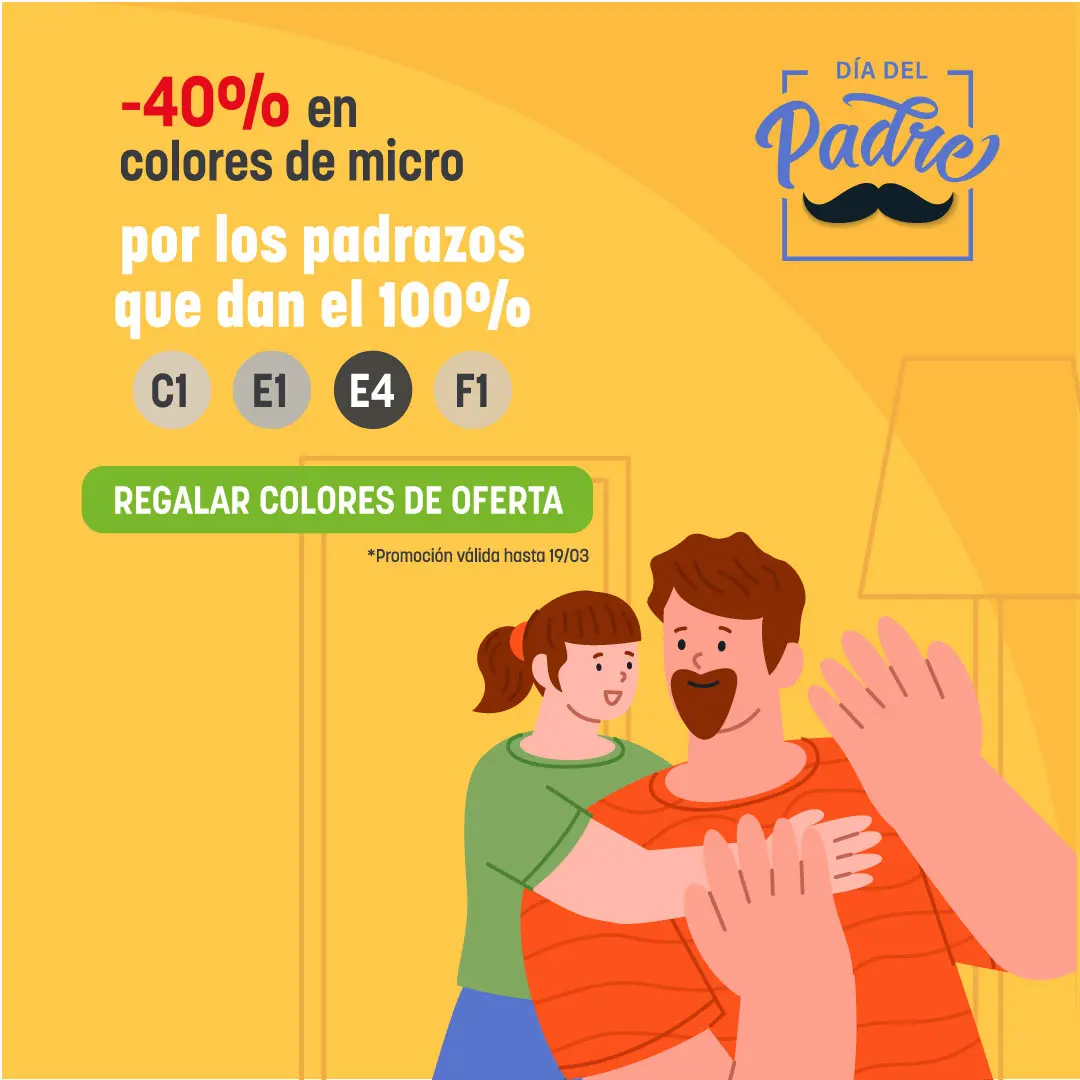 -40% en
colores de micro
por los padrazos
que dan el 100%
C1 E1 E4 F1
REGALAR COLORES DE OFERTA
*Promoción válida hasta 19/03
DÍA DEL
Padre